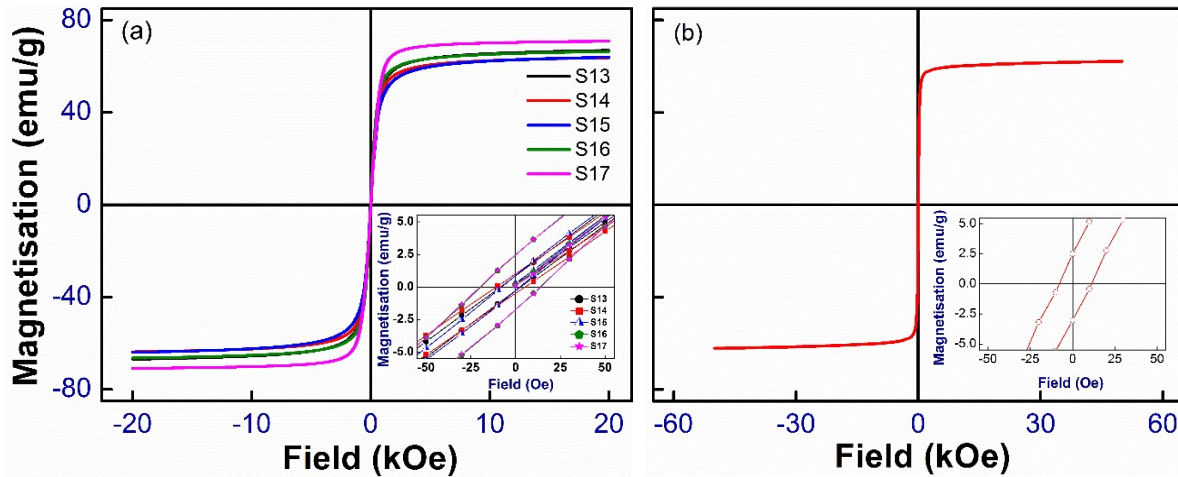 (a)
80
40
0
-40
-80
Magnetisation (emu/g)
S13
S14
S15
S16
S17
5.0
2.5
0.0
-2.5
-5.0
Magnetisation (emu/g)
S13
S14
S15
S16
S17
-50 -25 0 25 50
Field (Oe)
-20 -10 0 10 20
Field (kOe)
(b)
5.0
2.5
0.0
-2.5
-5.0
Magnetisation (emu/g)
-50 -25 0 25 50
Field (Oe)
-60 -30 0 30 60
Field (kOe)